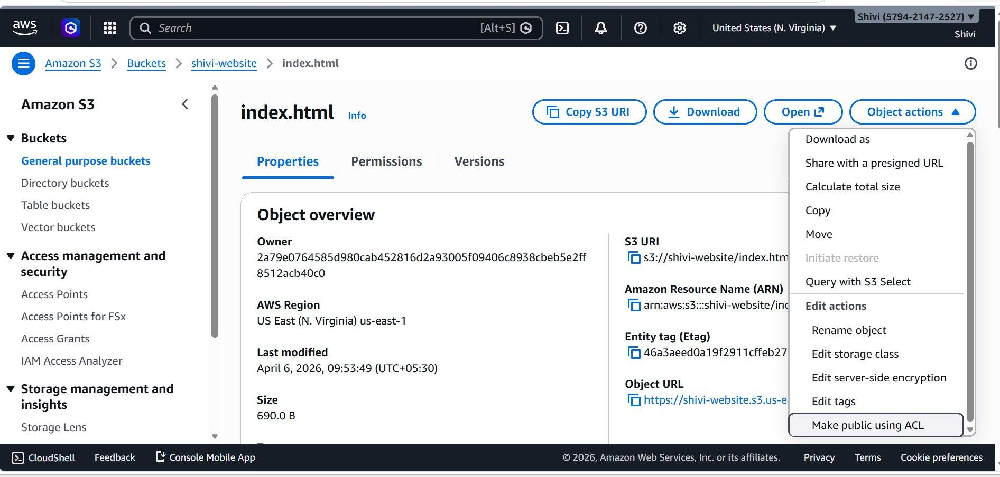 aws
Search [Alt+S]
United States (N. Virginia)
Shivi (5794-2147-2527)
Shivi
Amazon S3
Buckets
shivi-website
index.html
Amazon S3
Buckets
General purpose buckets
Directory buckets
Table buckets
Vector buckets
Access management and
security
Access Points
Access Points for FSx
Access Grants
IAM Access Analyzer
Storage management and
insights
Storage Lens
index.html Info
Copy S3 URI
Download
Open
Object actions
Properties
Permissions
Versions
Object overview
Owner
2a79e0764585d980cab452816d2a93005f09406c8938cbeb5e2ff
8512acb40c0
AWS Region
US East (N. Virginia) us-east-1
Last modified
April 6, 2026, 09:53:49 (UTC+05:30)
Size
690.0 B
S3 URI
s3://shivi-website/index.htm
Amazon Resource Name (ARN)
arn:aws:s3:::shivi-website/ind
Entity tag (Etag)
46a3aeed0a19f2911cffeb27
Object URL
https://shivi-website.s3.us-ea
Download as
Share with a presigned URL
Calculate total size
Copy
Move
Initiate restore
Query with S3 Select
Edit actions
Rename object
Edit storage class
Edit server-side encryption
Edit tags
Make public using ACL
CloudShell
Feedback
Console Mobile App
© 2026, Amazon Web Services, Inc. or its affiliates.
Privacy
Terms
Cookie preferences